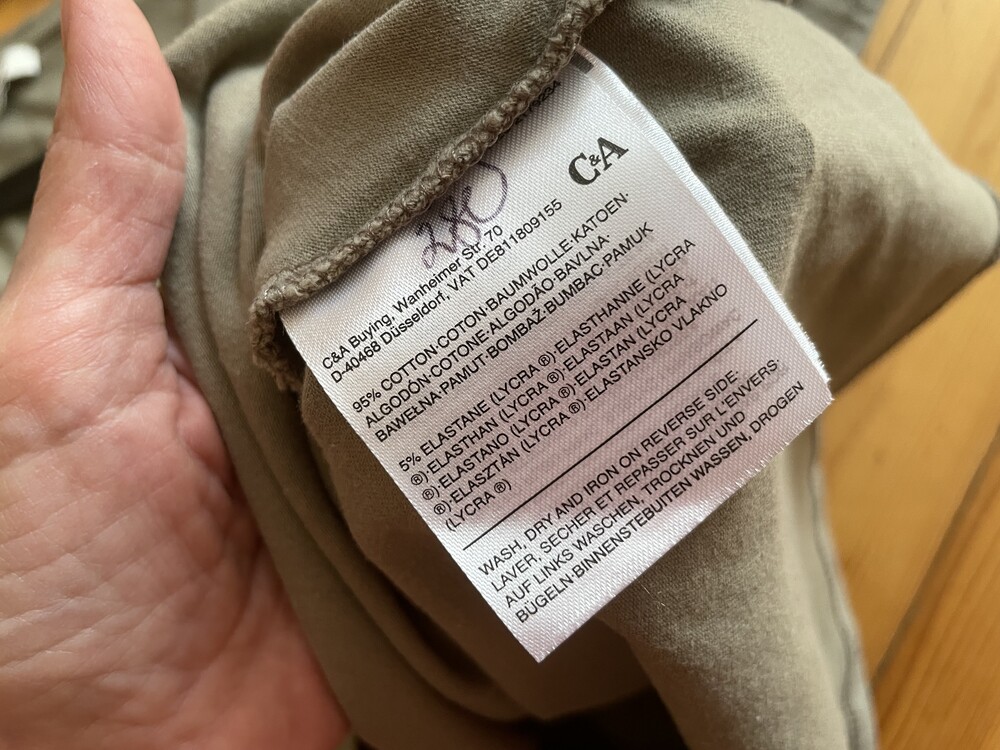 C&A
280
C&A Buying, Wanheimer Str. 70
D-40468 Düsseldorf, VAT DE811809155
95% COTTON·COTON·BAUMWOLLE·KATOEN·
ALGODÓN·COTONE·ALGODÃO·BAVLNA·
BAWEŁNA·PAMUT·BOMBAŽ·BUMBAC·PAMUK
5% ELASTANE (LYCRA ®)·ELASTHANNE (LYCRA
®)·ELASTHAN (LYCRA ®)·ELASTAAN (LYCRA
®)·ELASTANO (LYCRA ®)·ELASTAN (LYCRA
®)·ELASZTÁN (LYCRA ®)·ELASTANSKO VLAKNO
(LYCRA ®)
WASH, DRY AND IRON ON REVERSE SIDE·
LAVER, SECHER ET REPASSER SUR L'ENVERS·
AUF LINKS WASCHEN, TROCKNEN UND
BÜGELN·BINNENSTEBUITEN WASSEN, DROGEN